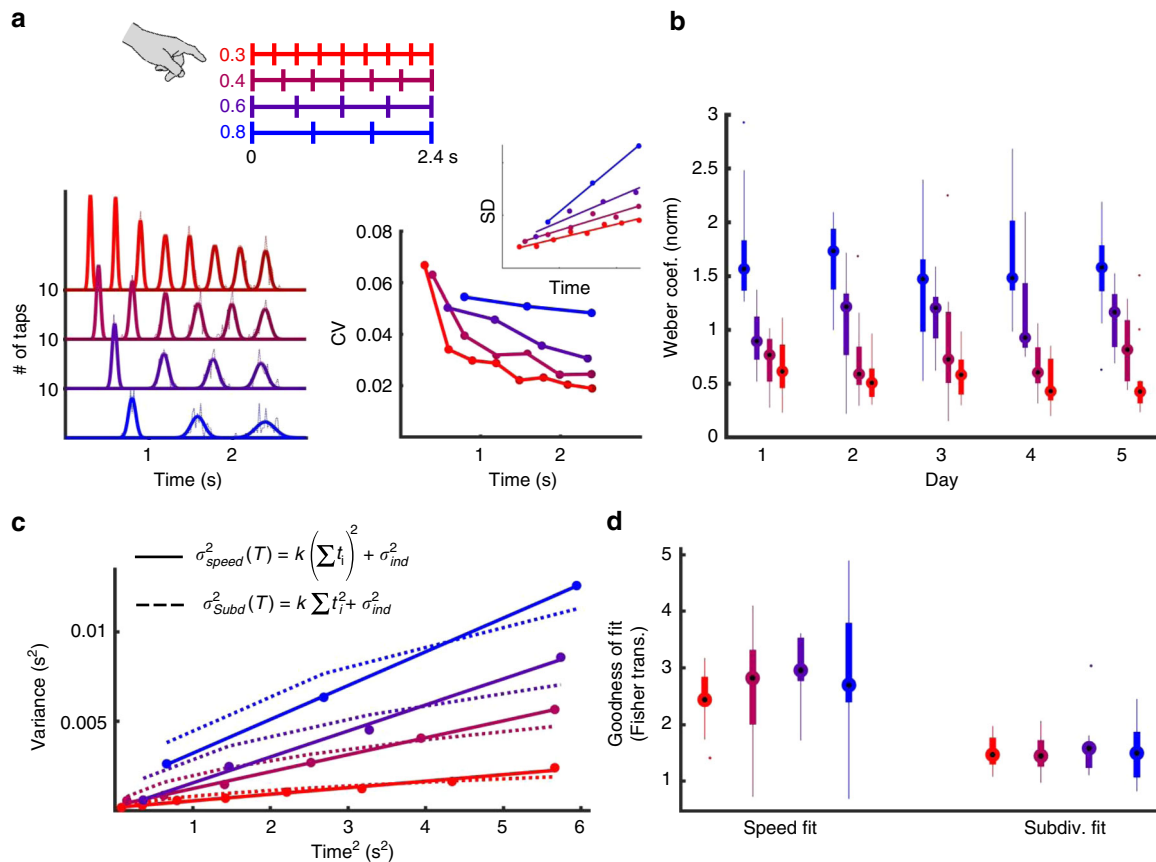 a
0.3
0.4
0.6
0.8
0 2.4 s
# of taps
10
10
10
1 2
Time (s)
SD
Time
CV
0.08
0.06
0.04
0.02
1 2
Time (s)
b
Weber coef. (norm)
3
2.5
2
1.5
1
0.5
0
1 2 3 4 5
Day
c
σ²speed(T) = k(∑tᵢ)² + σ²ind
σ²Subd(T) = k∑tᵢ² + σ²ind
Variance (s²)
0.01
0.005
1 2 3 4 5 6
Time² (s²)
d
Goodness of fit
(Fisher trans.)
5
4
3
2
1
Speed fit Subdiv. fit